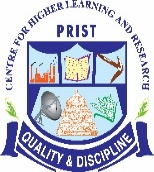 CENTRE FOR HIGHER LEARNING AND RESEARCH
PRIST
QUALITY & DISCIPLINE